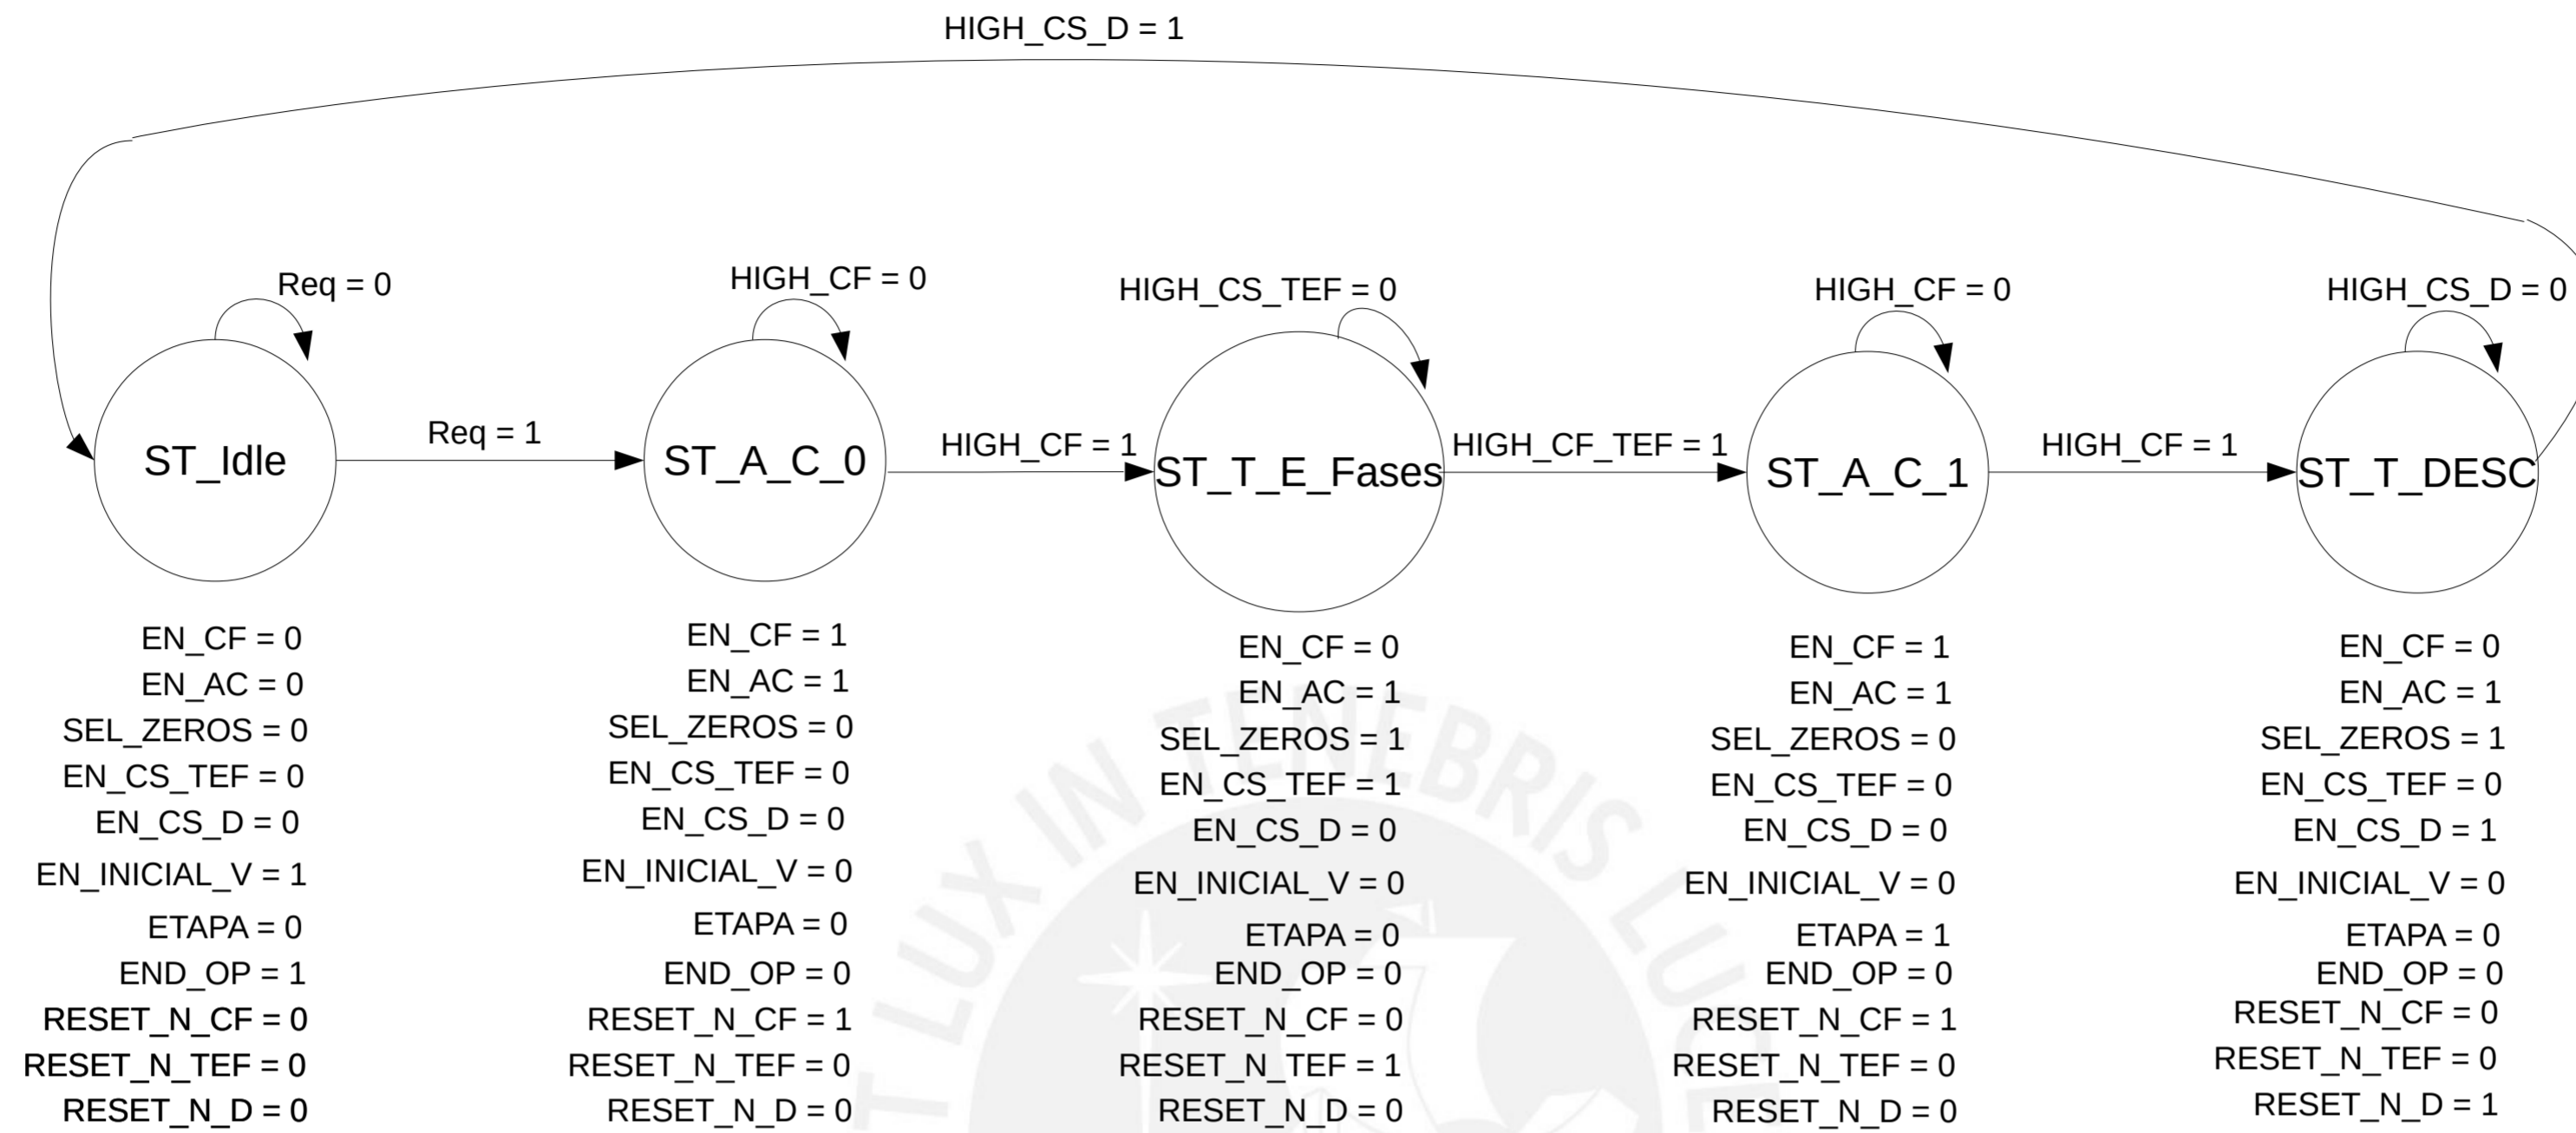 HIGH_CS_D = 1
Req = 0
HIGH_CF = 0
HIGH_CS_TEF = 0
HIGH_CF = 0
HIGH_CS_D = 0
Req = 1
HIGH_CF = 1
HIGH_CF_TEF = 1
HIGH_CF = 1
ST_Idle
ST_A_C_0
ST_T_E_Fases
ST_A_C_1
ST_T_DESC
EN_CF = 0
EN_AC = 0
SEL_ZEROS = 0
EN_CS_TEF = 0
EN_CS_D = 0
EN_INICIAL_V = 1
ETAPA = 0
END_OP = 1
RESET_N_CF = 0
RESET_N_TEF = 0
RESET_N_D = 0
EN_CF = 1
EN_AC = 1
SEL_ZEROS = 0
EN_CS_TEF = 0
EN_CS_D = 0
EN_INICIAL_V = 0
ETAPA = 0
END_OP = 0
RESET_N_CF = 1
RESET_N_TEF = 0
RESET_N_D = 0
EN_CF = 0
EN_AC = 1
SEL_ZEROS = 1
EN_CS_TEF = 1
EN_CS_D = 0
EN_INICIAL_V = 0
ETAPA = 0
END_OP = 0
RESET_N_CF = 0
RESET_N_TEF = 1
RESET_N_D = 0
EN_CF = 1
EN_AC = 1
SEL_ZEROS = 0
EN_CS_TEF = 0
EN_CS_D = 0
EN_INICIAL_V = 0
ETAPA = 1
END_OP = 0
RESET_N_CF = 1
RESET_N_TEF = 0
RESET_N_D = 0
EN_CF = 0
EN_AC = 1
SEL_ZEROS = 1
EN_CS_TEF = 0
EN_CS_D = 1
EN_INICIAL_V = 0
ETAPA = 0
END_OP = 0
RESET_N_CF = 0
RESET_N_TEF = 0
RESET_N_D = 1
LUX IN TENEBRIS